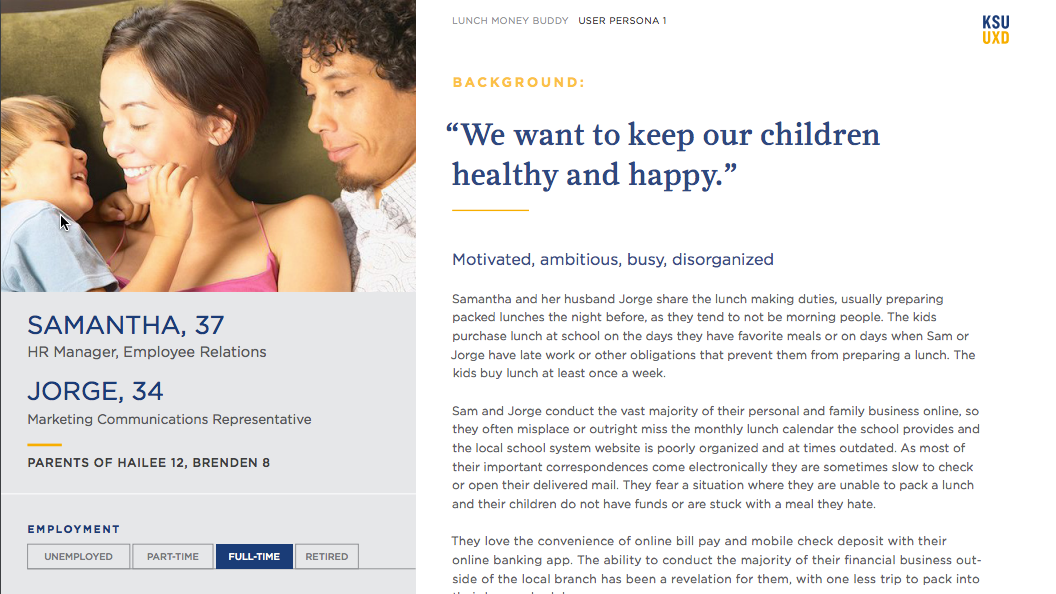 LUNCH MONEY BUDDY USER PERSONA 1
KSU
UXD
BACKGROUND:
“We want to keep our children
healthy and happy.”
Motivated, ambitious, busy, disorganized
Samantha and her husband Jorge share the lunch making duties, usually preparing
packed lunches the night before, as they tend to not be morning people. The kids
purchase lunch at school on the days they have favorite meals or on days when Sam or
Jorge have late work or other obligations that prevent them from preparing a lunch. The
kids buy lunch at least once a week.
Sam and Jorge conduct the vast majority of their personal and family business online, so
they often misplace or outright miss the monthly lunch calendar the school provides and
the local school system website is poorly organized and at times outdated. As most of
their important correspondences come electronically they are sometimes slow to check
or open their delivered mail. They fear a situation where they are unable to pack a lunch
and their children do not have funds or are stuck with a meal they hate.
They love the convenience of online bill pay and mobile check deposit with their
online banking app. The ability to conduct the majority of their financial business out-
side of the local branch has been a revelation for them, with one less trip to pack into
SAMANTHA, 37
HR Manager, Employee Relations
JORGE, 34
Marketing Communications Representative
PARENTS OF HAILEE 12, BRENDEN 8
EMPLOYMENT
UNEMPLOYED PART-TIME FULL-TIME RETIRED